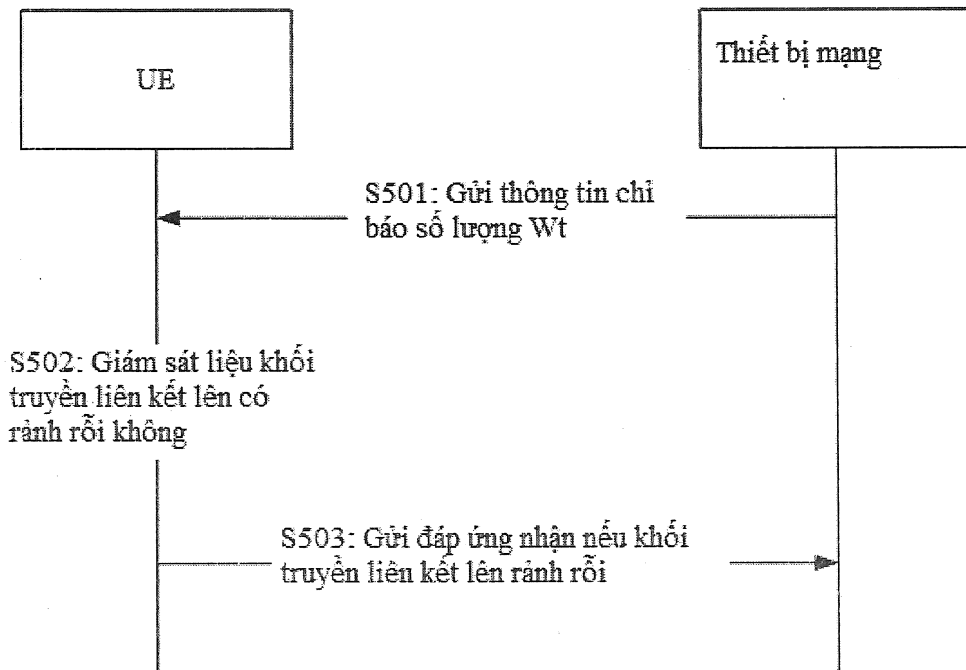 UE
Thiết bị mạng
S501: Gửi thông tin chỉ
báo số lượng Wt
S502: Giám sát liệu khối
truyền liên kết lên có
rảnh rỗi không
S503: Gửi đáp ứng nhận nếu khối
truyền liên kết lên rảnh rỗi